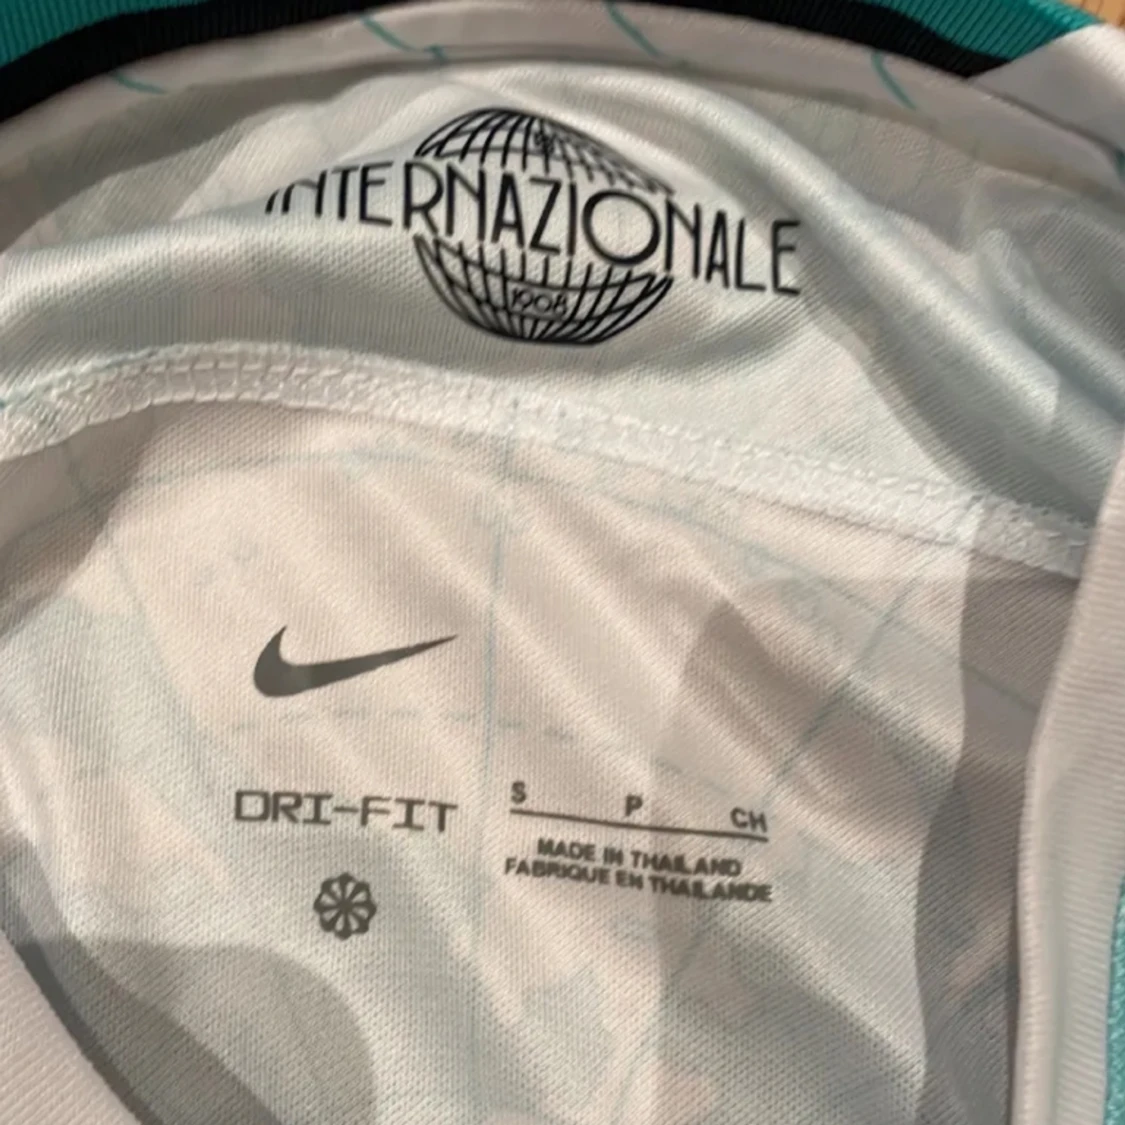 INTERNAZIONALE
1908
DRI-FIT
S P CH
MADE IN THAILAND
FABRIQUE EN THAILANDE